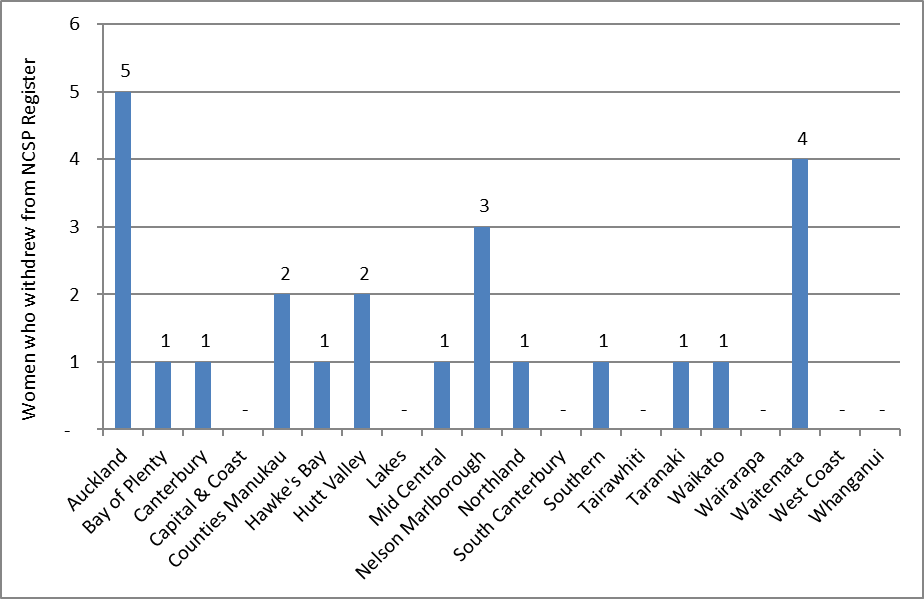 Women who withdrew from NCSP Register
6
5
4
3
2
1
-
5
1
1
-
2
1
2
-
1
3
1
-
1
-
1
1
-
4
-
-
Auckland
Bay of Plenty
Canterbury
Capital & Coast
Counties Manukau
Hawke's Bay
Hutt Valley
Lakes
Mid Central
Nelson Marlborough
Northland
South Canterbury
Southern
Tairawhiti
Taranaki
Waikato
Wairarapa
Waitemata
West Coast
Whanganui